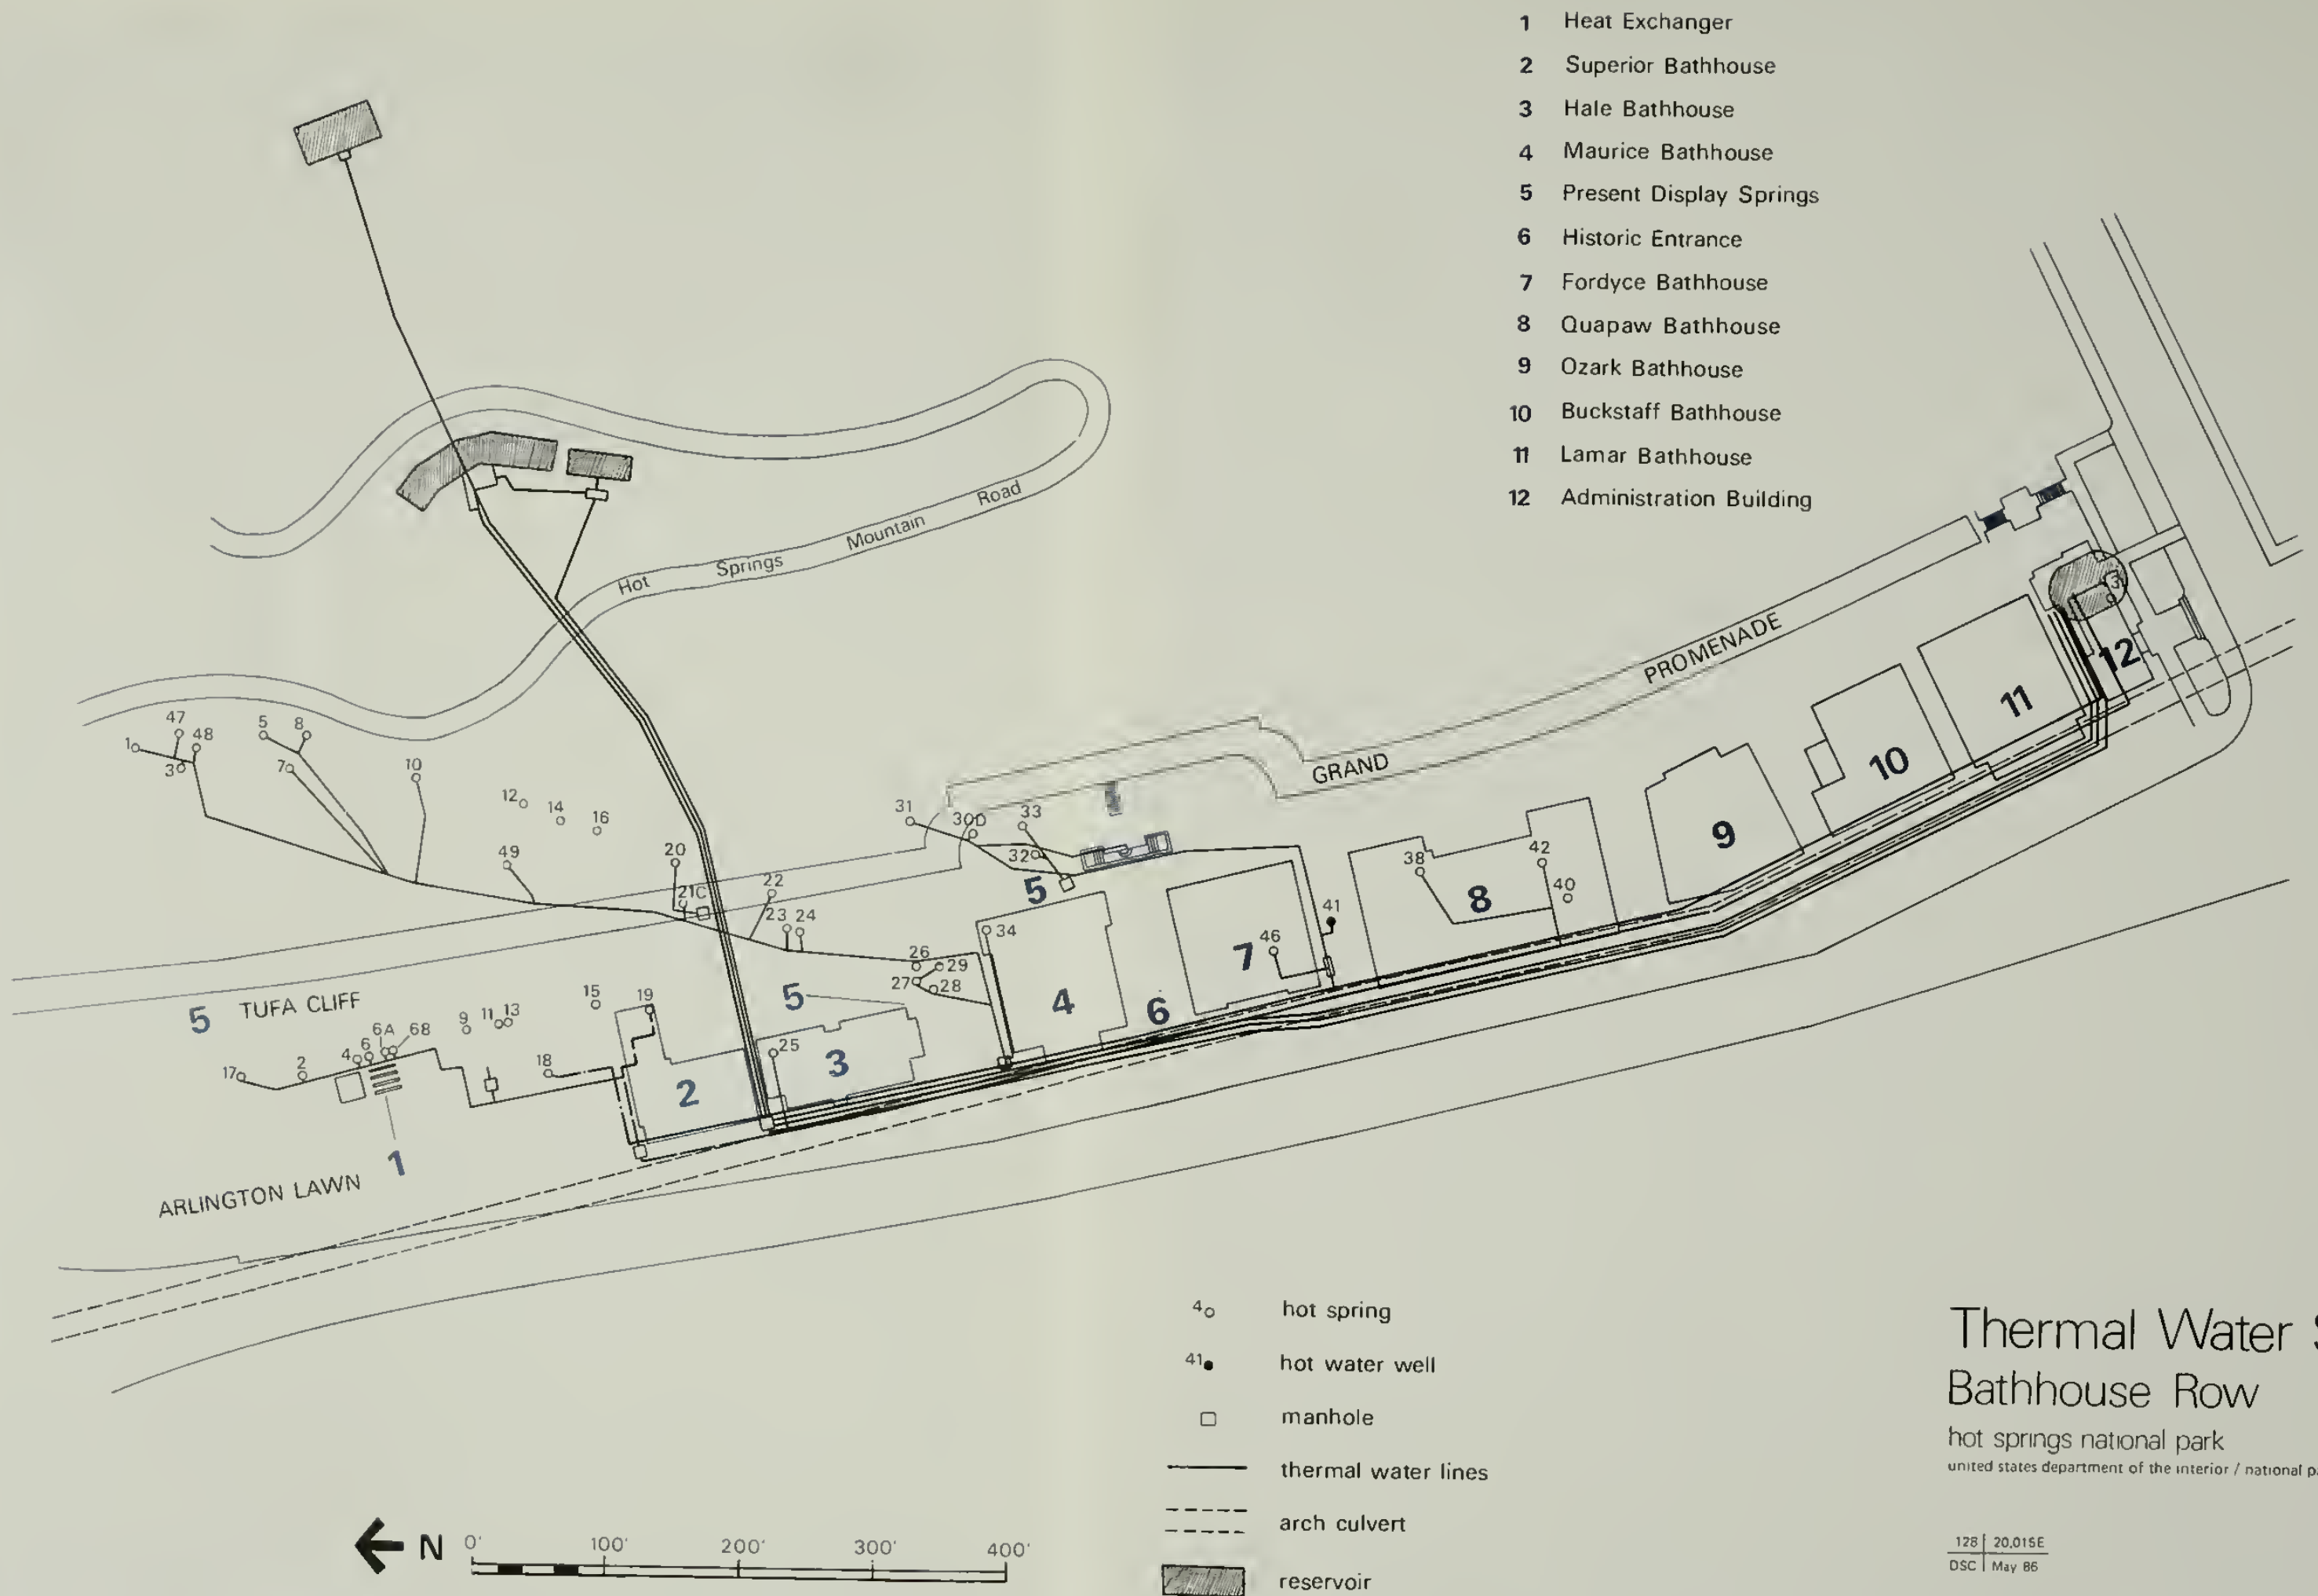 1 Heat Exchanger
2 Superior Bathhouse
3 Hale Bathhouse
4 Maurice Bathhouse
5 Present Display Springs
6 Historic Entrance
7 Fordyce Bathhouse
8 Quapaw Bathhouse
9 Ozark Bathhouse
10 Buckstaff Bathhouse
11 Lamar Bathhouse
12 Administration Building
Hot Springs Mountain Road
GRAND PROMENADE
47
5
8
1
48
3
7
10
12
14
16
49
20
21C
22
23
24
31
30D
33
32
5
26
29
27
28
34
38
42
40
41
46
3
12
11
10
9
8
7
6
4
5
3
25
2
19
15
18
5 TUFA CLIFF
9
11
13
6A
6B
6
4
2
17
1
ARLINGTON LAWN
4 hot spring
41 hot water well
manhole
thermal water lines
arch culvert
reservoir
N
0' 100' 200' 300' 400'
Thermal Water
Bathhouse Row
hot springs national park
united states department of the interior / national
128 20,015E
DSC May 86